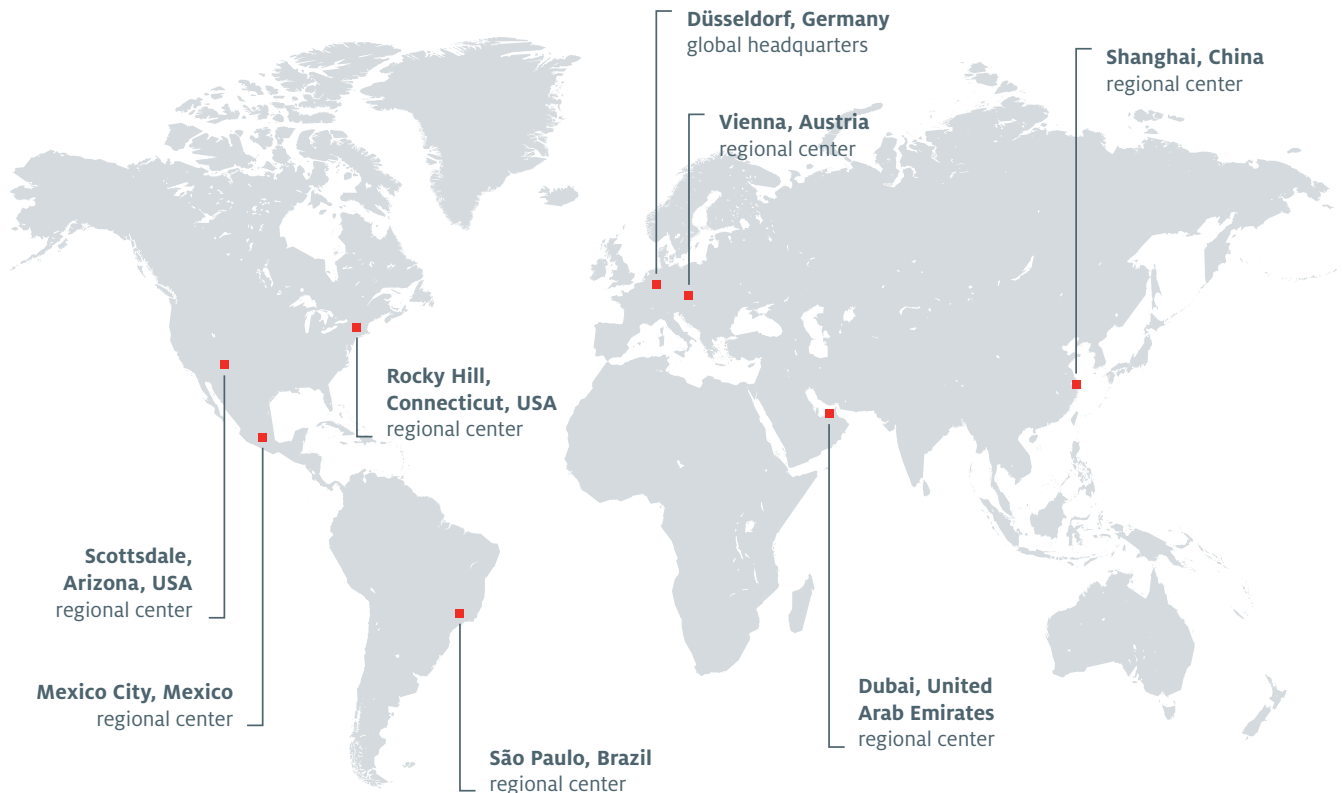 Düsseldorf, Germany
global headquarters
Shanghai, China
regional center
Vienna, Austria
regional center
Rocky Hill,
Connecticut, USA
regional center
Scottsdale,
Arizona, USA
regional center
Mexico City, Mexico
regional center
São Paulo, Brazil
regional center
Dubai, United
Arab Emirates
regional center